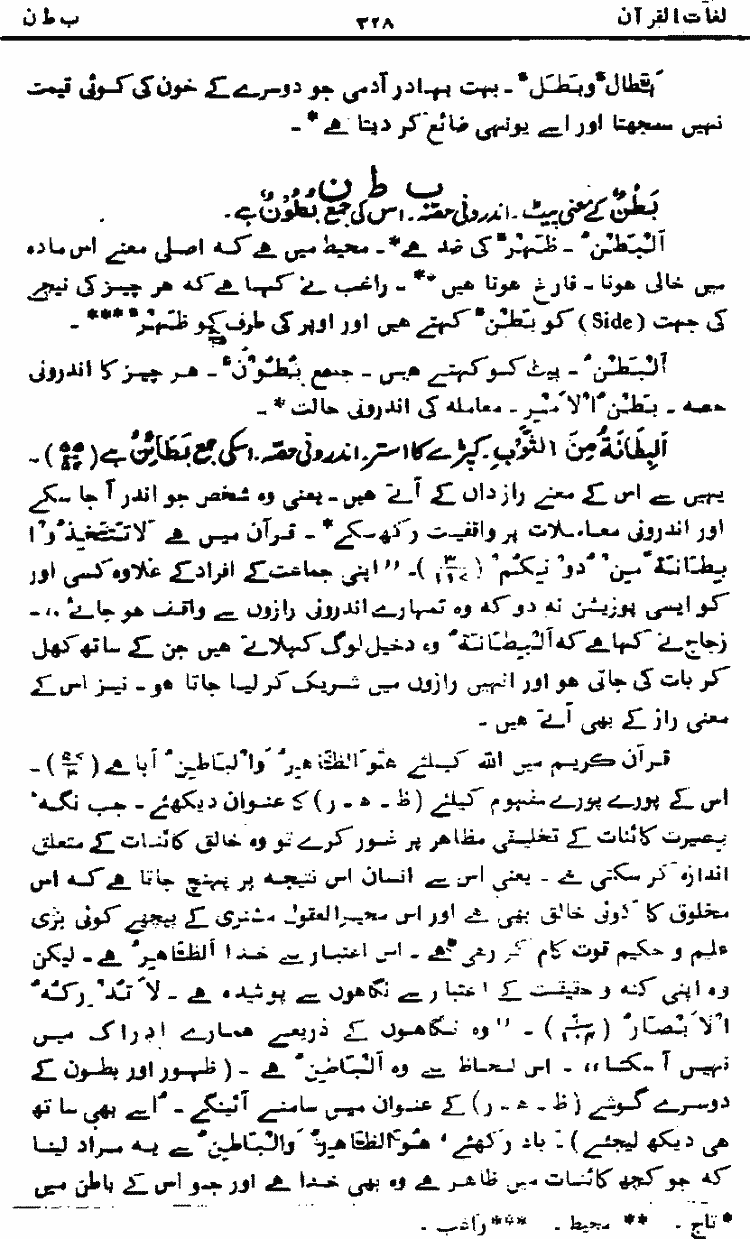 لغات القرآن ۳۲۸ ب ط ن
بَطَّال* وبَطَل* ـ بہت بہادر آدمی جو دوسرے کے خون کی کوئی قیمت
نہیں سمجھتا اور اسے یونہی ضائع کر دیتا ہے * ـ
ب ط ن
بَطْنٌ کے معنی پیٹ ۔ اندرونی حصّہ ۔ اس کی جمع بُطُوْنٌ ہے ۔
اَلْبَطْنُ ـ ظَہْرٌ کی ضد ہے* ـ محیط میں ہے کہ اصلی معنے اس مادہ
میں خالی ہونا ـ فارغ ہونا ہیں ** ـ راغب نے کہا ہے کہ ہر چیز کی نیچے
کی جہت (Side) کو بَطْنٌ کہتے ہیں اور اوپر کی طرف کو ظَہْرٌ *** ـ
اَلْبَطْنُ ـ پیٹ کو کہتے ہیں ـ جمع بُطُوْنٌ ـ ہر چیز کا اندرونی
حصہ ـ بَطْنُ الْاَمْرِ ـ معاملہ کی اندرونی حالت * ـ
اَلْبِطَانَۃُ مِنَ الثَّوْبِ ۔ کپڑے کا استر ۔ اندرونی حصّہ ۔ اسکی جمع بَطَائِنُ ہے (۵۵/۵۴) ـ
یہیں سے اس کے معنے راز داں کے آتے ہیں ـ یعنی وہ شخص جو اندر آ جا سکے
اور اندرونی معاملات پر واقفیت رکھ سکے * ـ قرآن میں ہے لَا تَتَّخِذُوْا
بِطَانَۃً مِنْ دُوْنِکُمْ (۳/۱۱۷) ـ ''اپنی جماعت کے افراد کے علاوہ کسی اور
کو ایسی پوزیشن نہ دو کہ وہ تمہارے اندرونی رازوں سے واقف ہو جائے'' ـ
زجاج نے کہا ہے کہ اَلْبِطَانَۃُ وہ دخیل لوگ کہلاتے ہیں جن کے ساتھ کھل
کر بات کی جاتی ہو اور انہیں رازوں میں شریک کر لیا جاتا ہو ـ نیز اس کے
معنی راز کے بھی آتے ہیں ـ
قرآن کریم میں اللہ کیلئے ھُوَ الظَّاھِرُ وَالْبَاطِنُ آیا ہے (۵۷/۳) ـ
اس کے پورے پورے مفہوم کیلئے (ظ ـ ھ ـ ر) کا عنوان دیکھئے ـ جب نگہ
بصیرت کائنات کے تخلیقی مظاہر پر غور کرے تو وہ خالق کائنات کے متعلق
اندازہ کر سکتی ہے ـ یعنی اس سے انسان اس نتیجہ پر پہنچ جاتا ہے کہ اس
مخلوق کا کوئی خالق بھی ہے اور اس محیرالعقول مشنری کے پیچھے کوئی بڑی
علیم و حکیم قوت کام کر رہی ہے ـ اس اعتبار سے خدا اَلظَّاھِرُ ہے ـ لیکن
وہ اپنی کنہ و حقیقت کے اعتبار سے نگاہوں سے پوشیدہ ہے ـ لَا تُدْرِکُہُ
الْاَبْصَارُ (۶/۱۰۴) ـ ''وہ نگاہوں کے ذریعے ہمارے ادراک میں
نہیں آ سکتا'' ـ اس لحاظ سے وہ اَلْبَاطِنُ ہے ـ (ظہور اور بطون کے
دوسرے گوشے (ظ ـ ھ ـ ر) کے عنوان میں سامنے آئینگے ـ اسے بھی ساتھ
ہی دیکھ لیجئے) ـ یاد رکھئے ' ھُوَ الظَّاھِرُ وَالْبَاطِنُ سے یہ مراد لینا
کہ جو کچھ کائنات میں ظاہر ہے وہ بھی خدا ہے اور جو اس کے باطن میں
*تاج ـ **محیط ـ ***راغب ـ